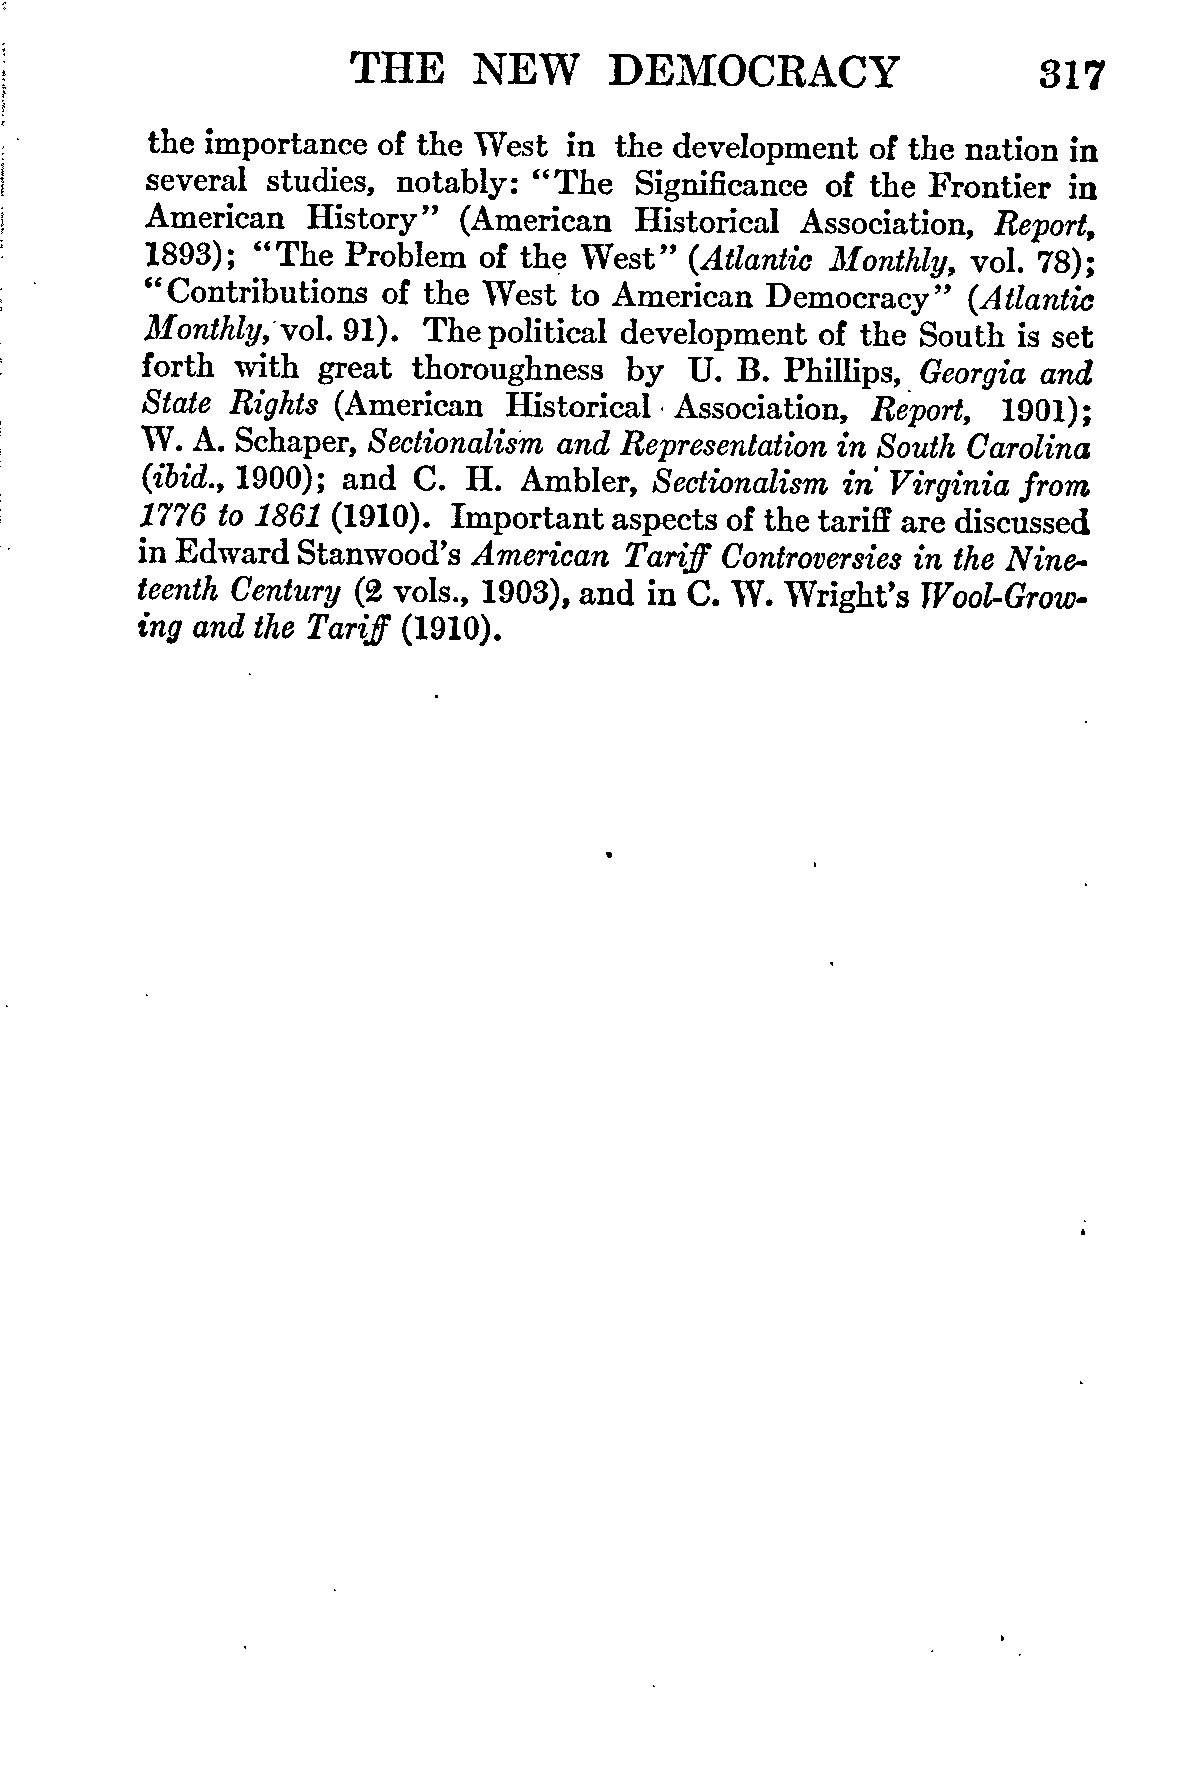 THE NEW DEMOCRACY 317
the importance of the West in the development of the nation in
several studies, notably: “The Significance of the Frontier in
American History” (American Historical Association, Report,
1893); “The Problem of the West” (Atlantic Monthly, vol. 78);
“Contributions of the West to American Democracy” (Atlantic
Monthly, vol. 91). The political development of the South is set
forth with great thoroughness by U. B. Phillips, Georgia and
State Rights (American Historical Association, Report, 1901);
W. A. Schaper, Sectionalism and Representation in South Carolina
(ibid., 1900); and C. H. Ambler, Sectionalism in Virginia from
1776 to 1861 (1910). Important aspects of the tariff are discussed
in Edward Stanwood’s American Tariff Controversies in the Nine-
teenth Century (2 vols., 1903), and in C. W. Wright’s Wool-Grow-
ing and the Tariff (1910).